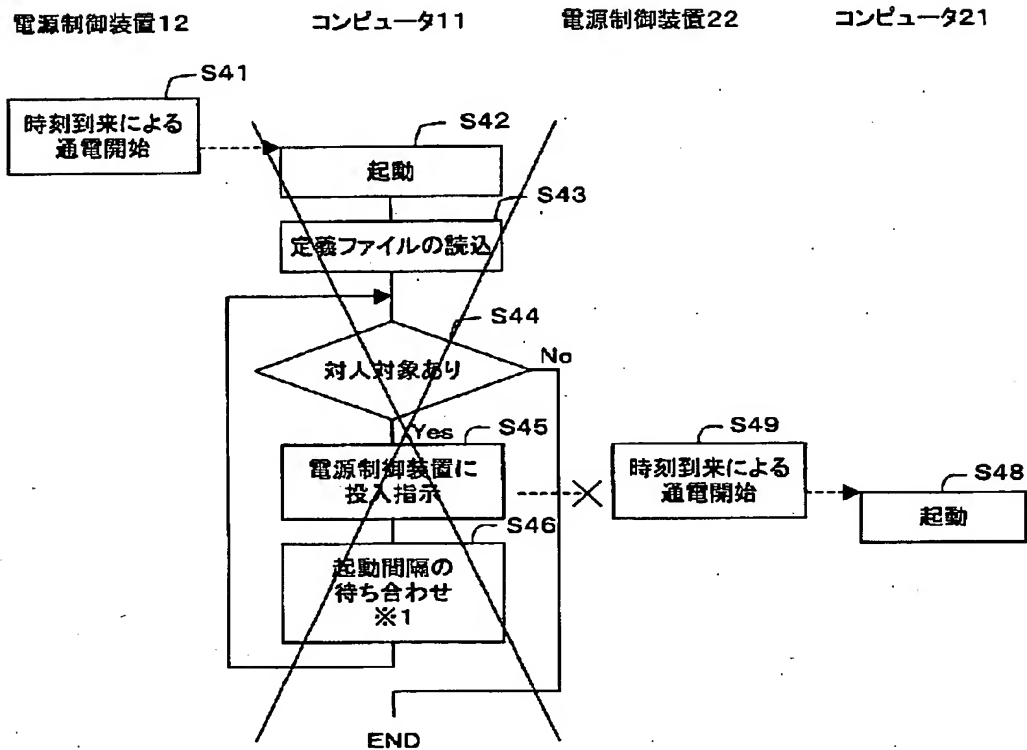 電源制御装置12
コンピュータ11
電源制御装置22
コンピュータ21
S41
時刻到来による
通電開始
S42
起動
S43
定義ファイルの読込
S44
対人対象あり
No
Yes
S45
電源制御装置に
投入指示
S49
時刻到来による
通電開始
S48
起動
S46
起動間隔の
待ち合わせ
※1
END